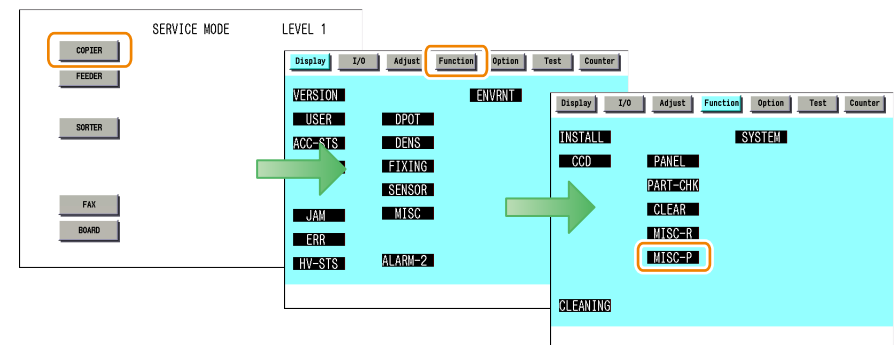 SERVICE MODE LEVEL 1
COPIER
FEEDER
SORTER
FAX
BOARD
Display I/O Adjust Function Option Test Counter
VERSION ENVRNT
USER DPOT
ACC-STS DENS
FIXING
SENSOR
JAM MISC
ERR
HV-STS ALARM-2
Display I/O Adjust Function Option Test Counter
INSTALL SYSTEM
CCD PANEL
PART-CHK
CLEAR
MISC-R
MISC-P
CLEANING